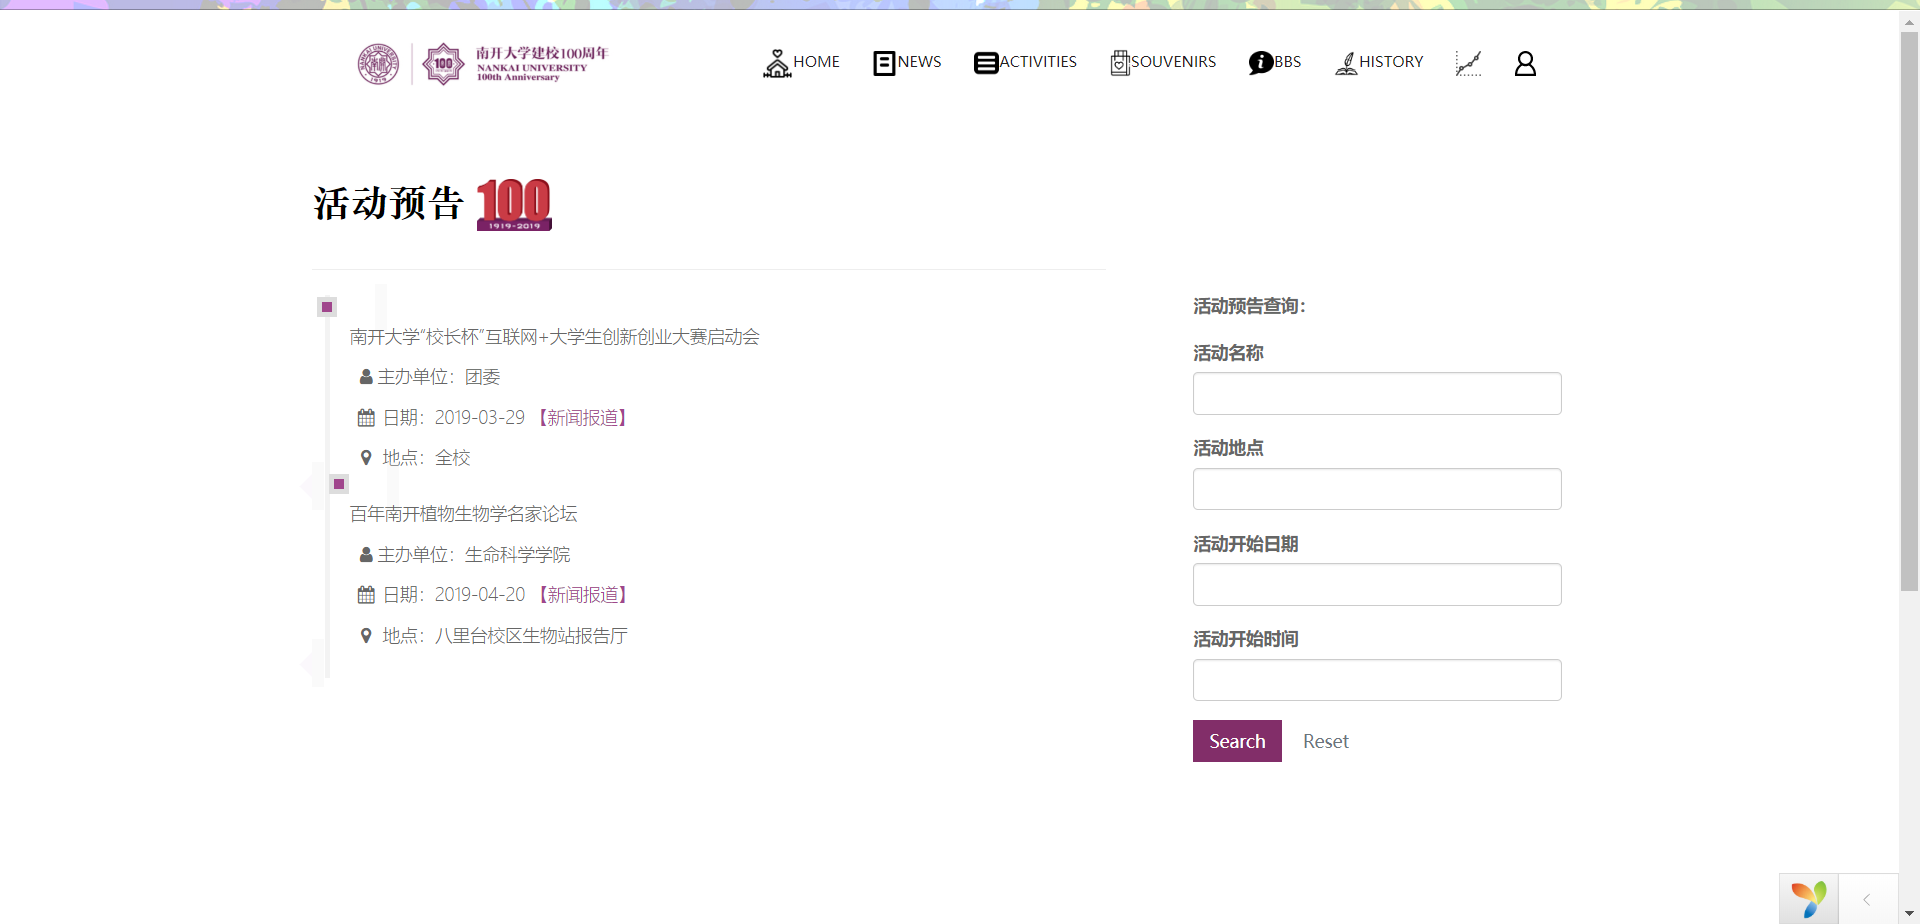 南开大学建校100周年
NANKAI UNIVERSITY
100th Anniversary
100
HOME
NEWS
ACTIVITIES
SOUVENIRS
BBS
HISTORY
活动预告
100
1919-2019
南开大学“校长杯”互联网+大学生创新创业大赛启动会
主办单位：团委
日期：2019-03-29 【新闻报道】
地点：全校
百年南开植物生物学名家论坛
主办单位：生命科学学院
日期：2019-04-20 【新闻报道】
地点：八里台校区生物站报告厅
活动预告查询：
活动名称
活动地点
活动开始日期
活动开始时间
Search
Reset